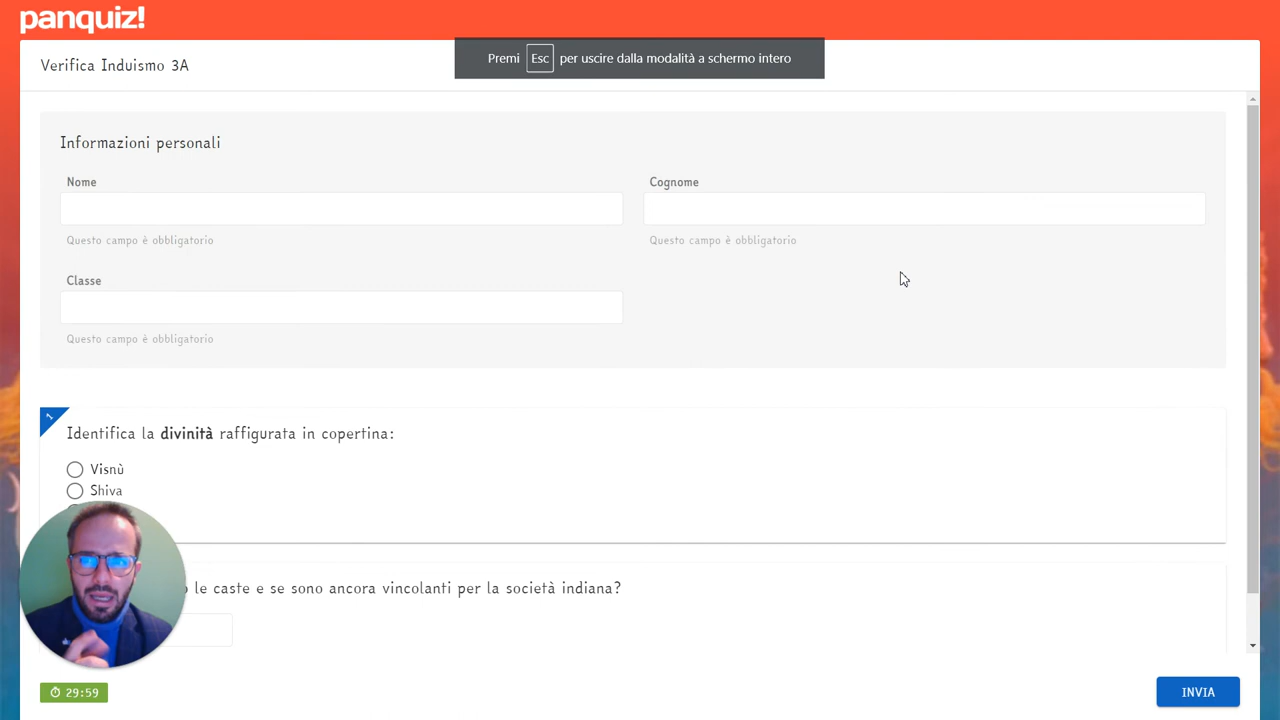 panquiz!
Premi Esc per uscire dalla modalità a schermo intero
Verifica Induismo 3A
Informazioni personali
Nome
Cognome
Questo campo è obbligatorio
Questo campo è obbligatorio
Classe
Questo campo è obbligatorio
1
Identifica la divinità raffigurata in copertina:
Visnù
Shiva
le caste e se sono ancora vincolanti per la società indiana?
29:59
INVIA